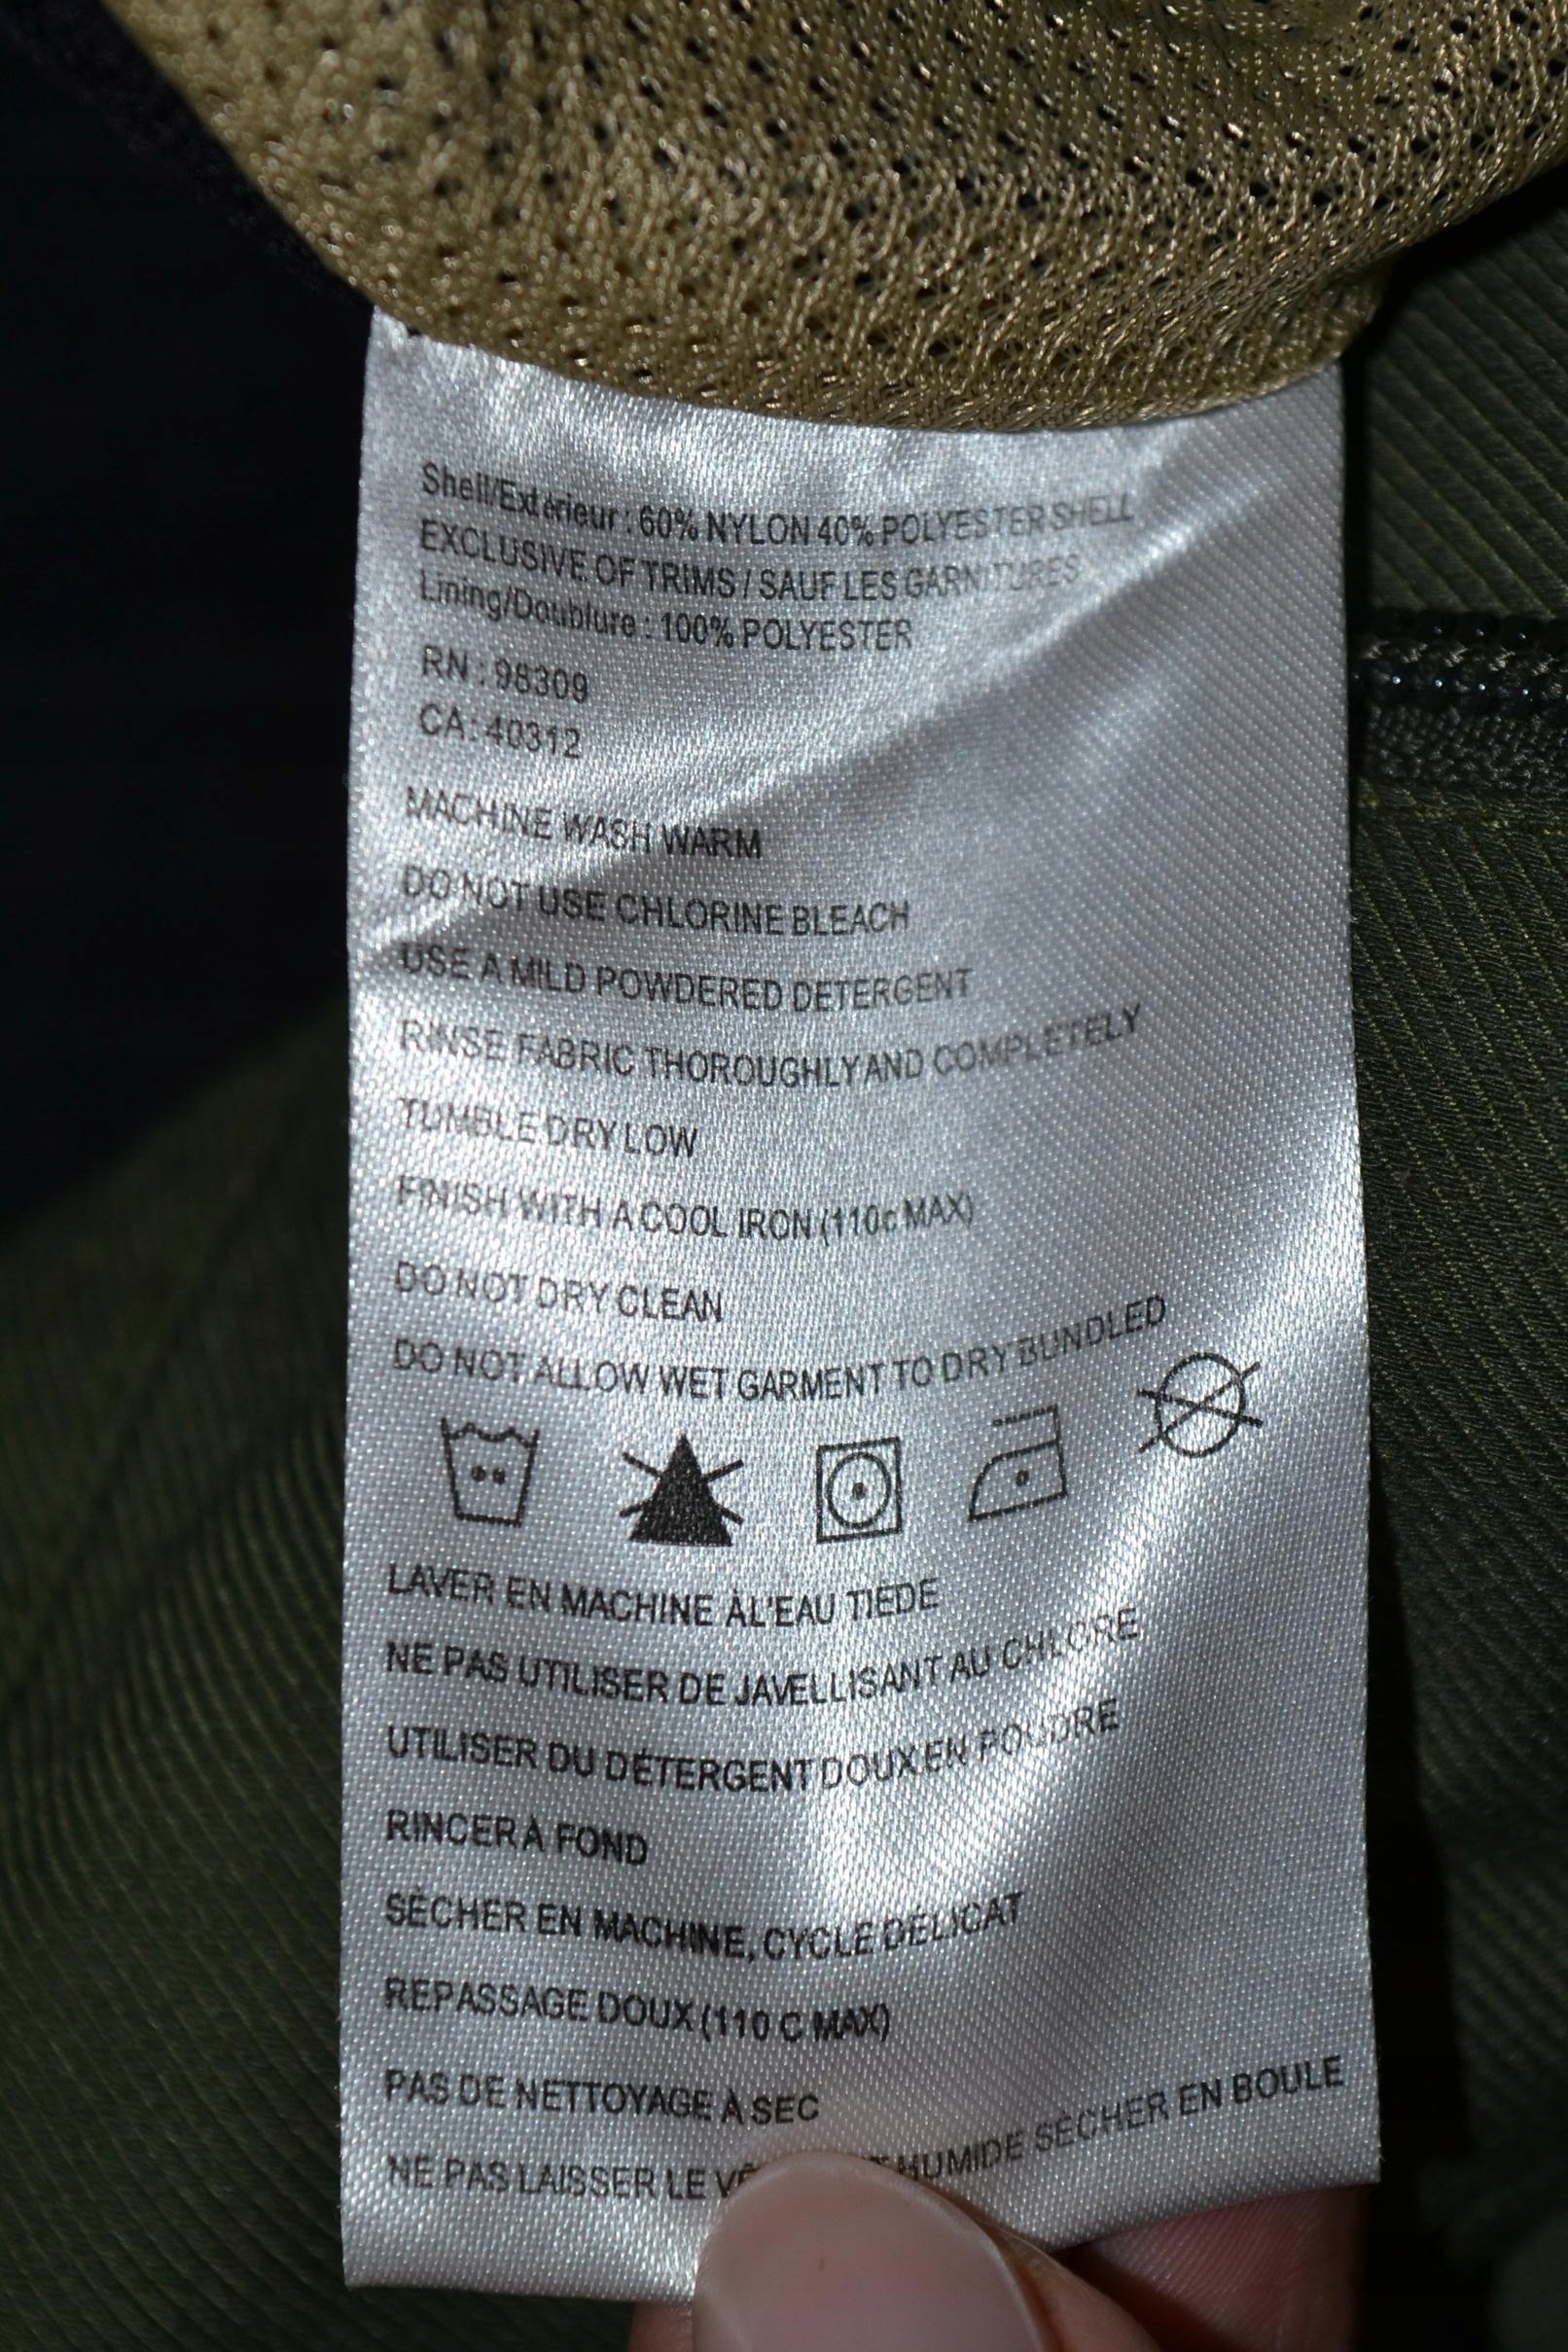 Shell/Extérieur : 60% NYLON 40% POLYESTER SHELL
EXCLUSIVE OF TRIMS / SAUF LES GARNITURES
Lining/Doublure : 100% POLYESTER
RN : 98309
CA : 40312
MACHINE WASH WARM
DO NOT USE CHLORINE BLEACH
USE A MILD POWDERED DETERGENT
RINSE FABRIC THOROUGHLY AND COMPLETELY
TUMBLE DRY LOW
FINISH WITH A COOL IRON (110c MAX)
DO NOT DRY CLEAN
DO NOT ALLOW WET GARMENT TO DRY BUNDLED
LAVER EN MACHINE À L'EAU TIÈDE
NE PAS UTILISER DE JAVELLISANT AU CHLORE
UTILISER DU DÉTERGENT DOUX EN POUDRE
RINCER À FOND
SÉCHER EN MACHINE, CYCLE DÉLICAT
REPASSAGE DOUX (110 C MAX)
PAS DE NETTOYAGE À SEC
NE PAS LAISSER LE HUMIDE SÉCHER EN BOULE